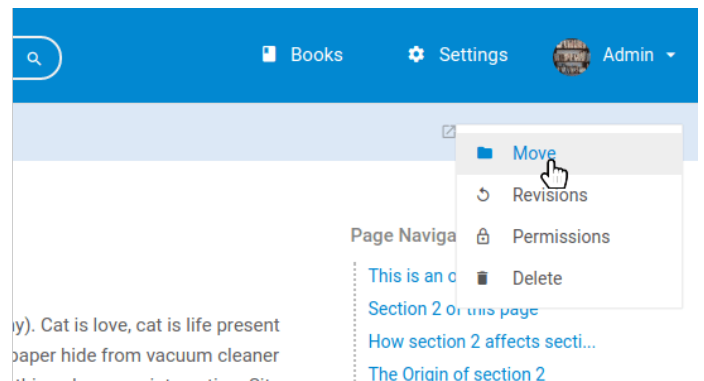 Books Settings Admin
Move
Revisions
Page Naviga Permissions
This is an o Delete
Section 2 of this page
ny). Cat is love, cat is life present
How section 2 affects secti...
paper hide from vacuum cleaner
The Origin of section 2